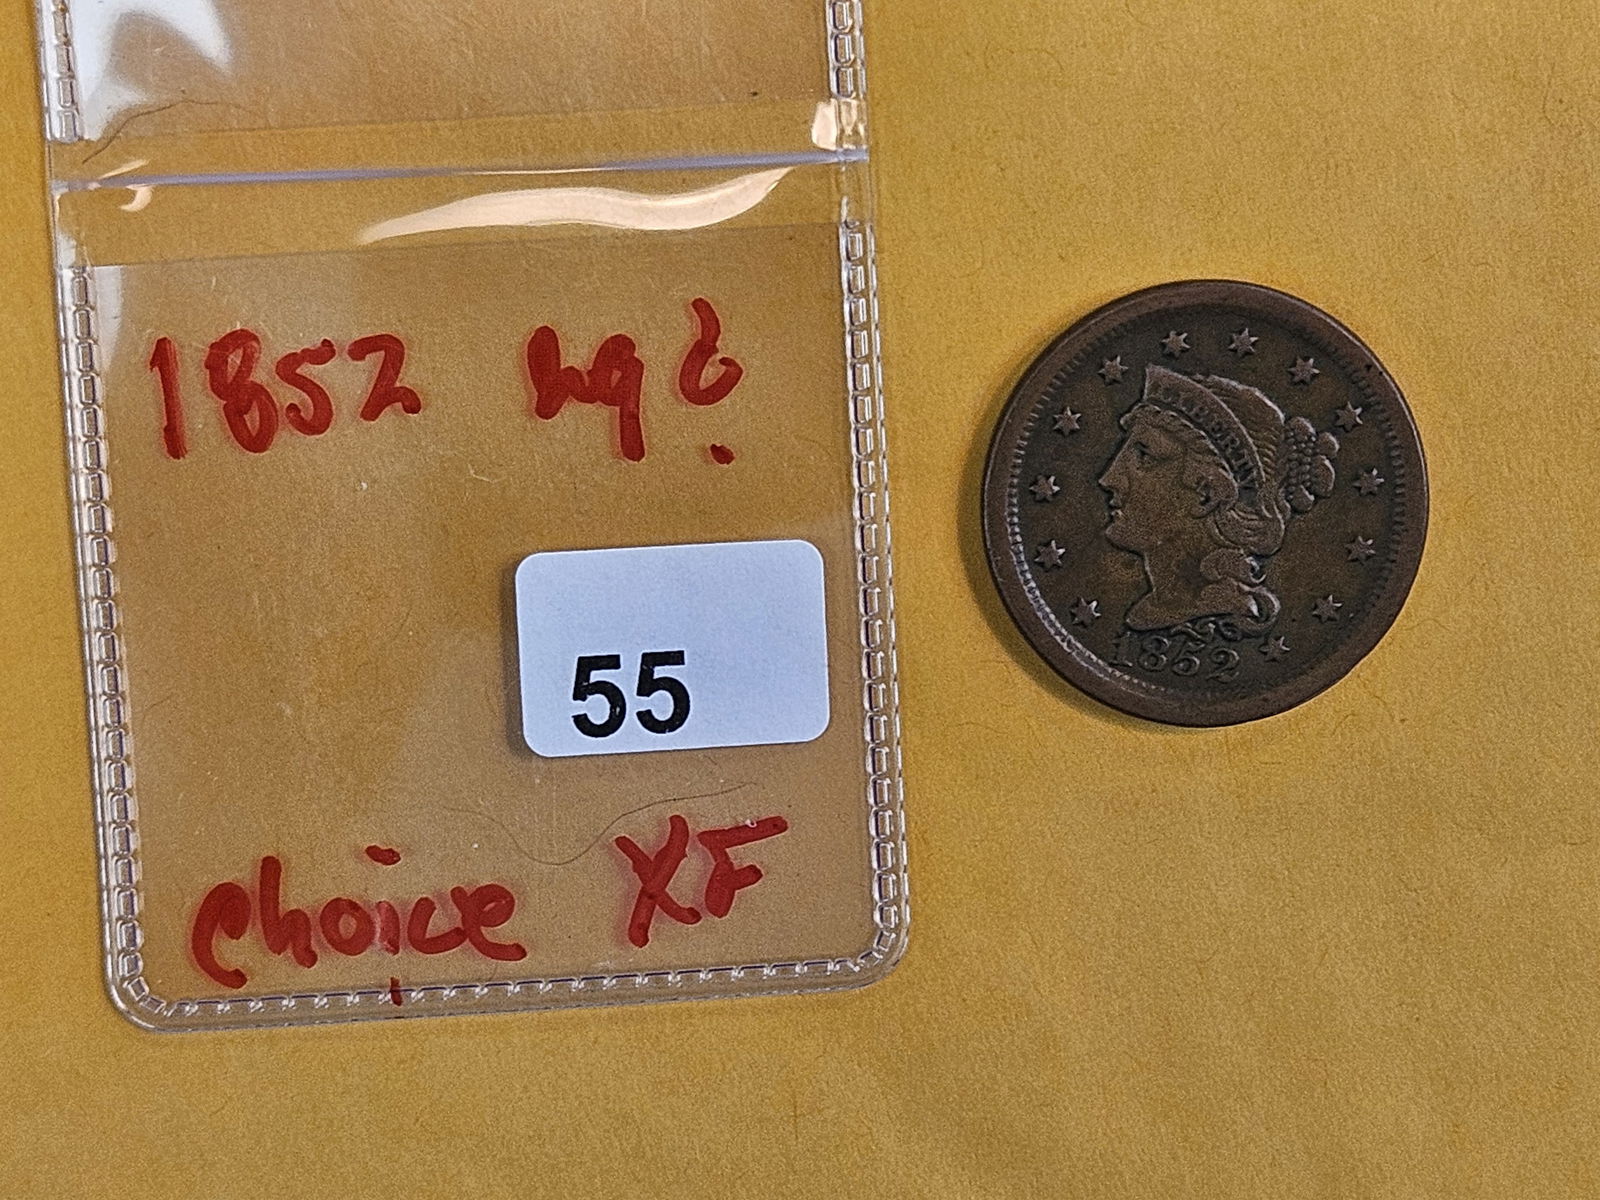 1852 lg ¢
55
choice XF
LIBERTY
1852